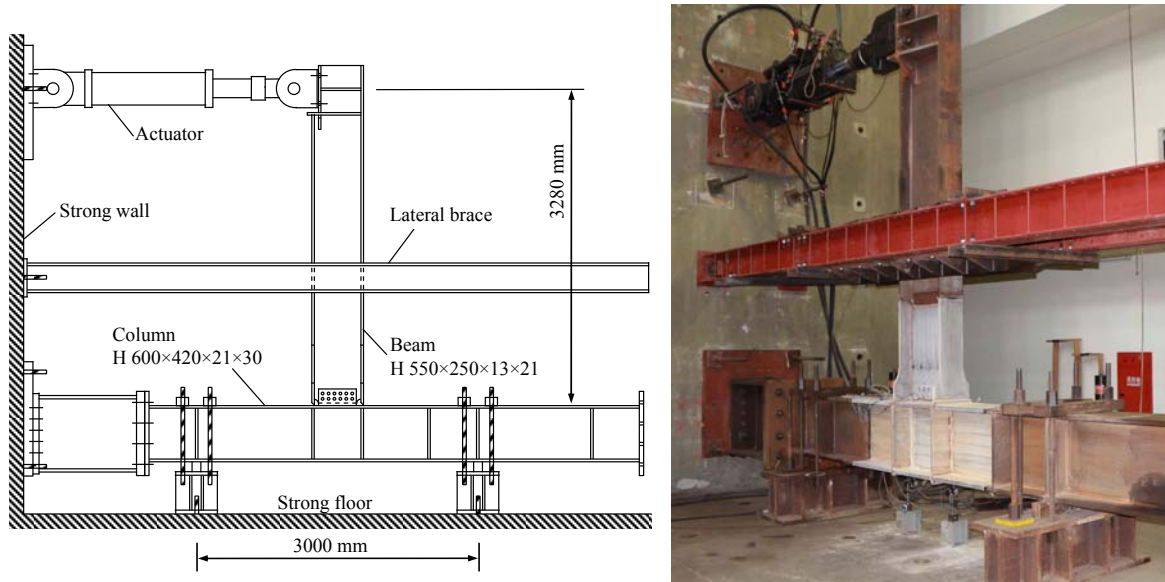 Actuator
3280 mm
Strong wall
Lateral brace
Column
H 600×420×21×30
Beam
H 550×250×13×21
Strong floor
3000 mm